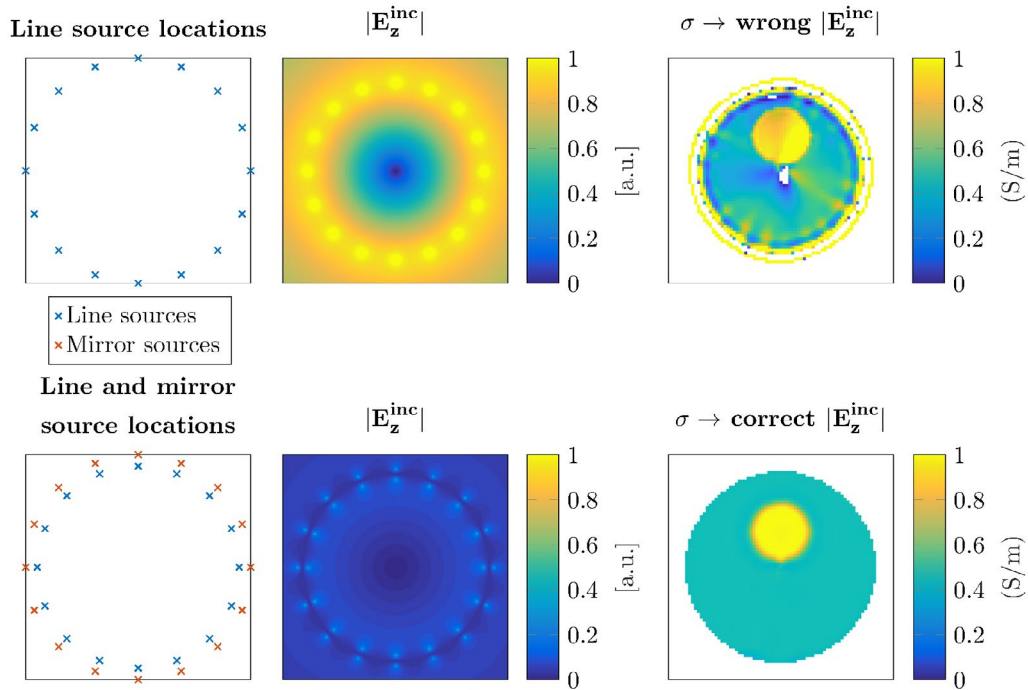 Line source locations
|E_z^inc|
σ → wrong |E_z^inc|
1
0.8
0.6
0.4
0.2
0
[a.u.]
1
0.8
0.6
0.4
0.2
0
(S/m)
× Line sources
× Mirror sources
Line and mirror
source locations
|E_z^inc|
σ → correct |E_z^inc|
1
0.8
0.6
0.4
0.2
0
[a.u.]
1
0.8
0.6
0.4
0.2
0
(S/m)